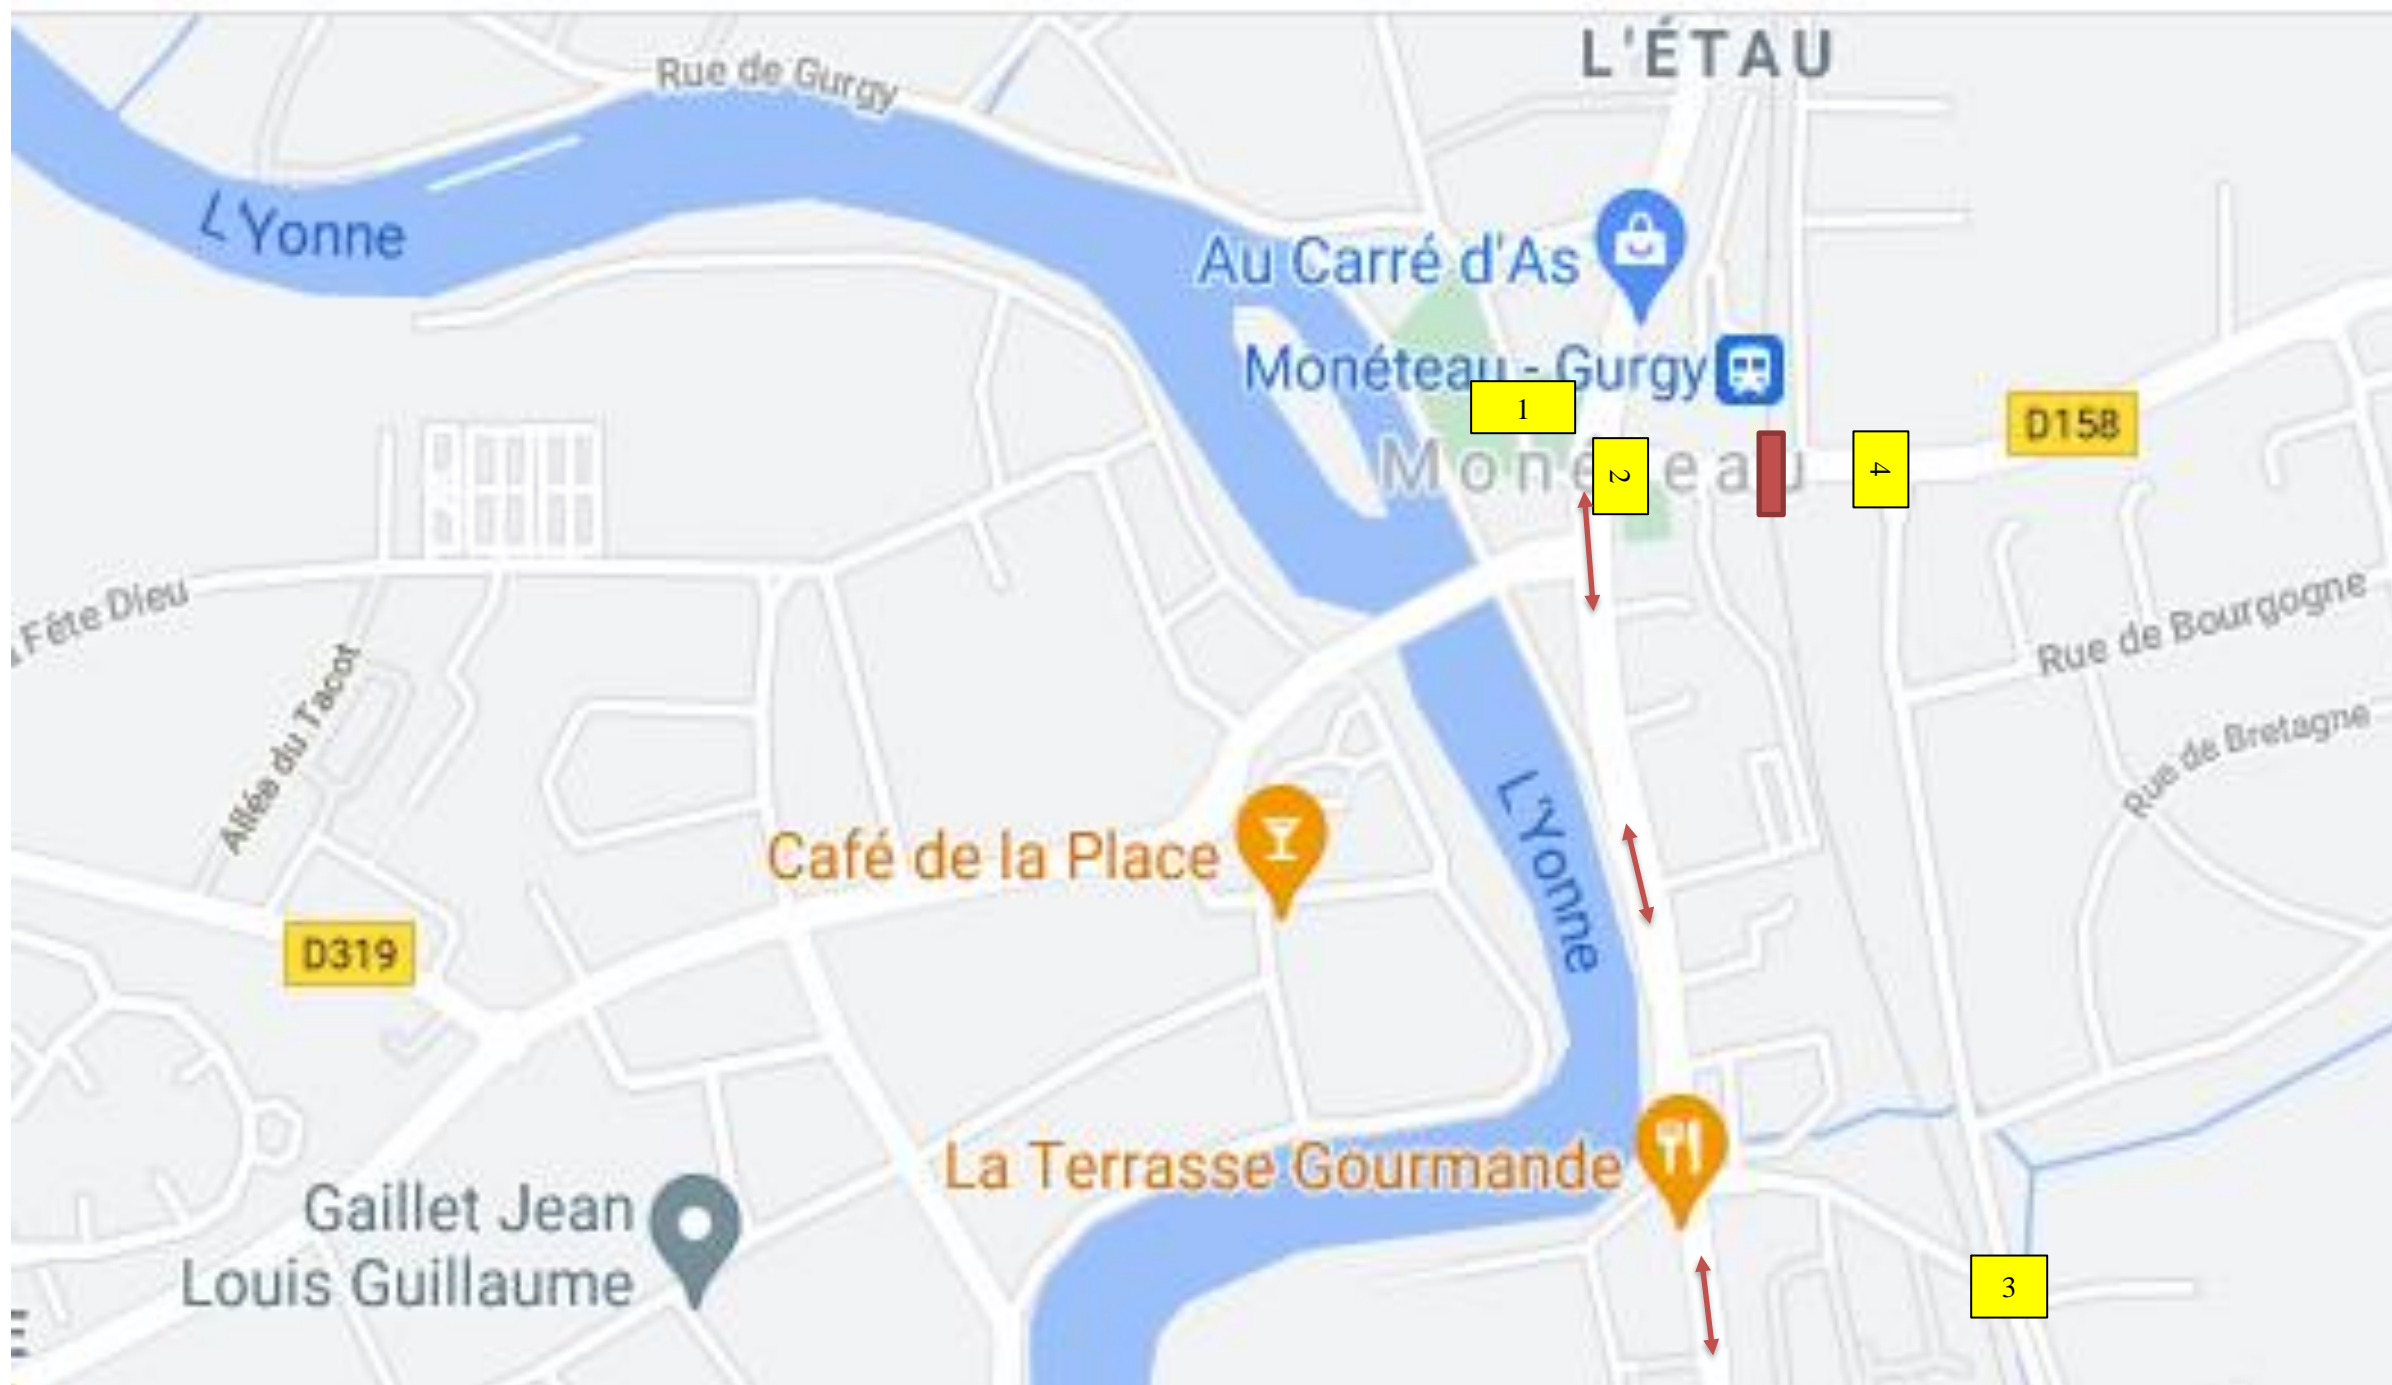 L'ÉTAU
Rue de Gurgy
L'Yonne
Au Carré d'As
Monéteau - Gurgy
1
D158
2
4
Fête Dieu
Rue de Bourgogne
Allée du Tacot
Rue de Bretagne
L'Yonne
Café de la Place
D319
La Terrasse Gourmande
Gaillet Jean
Louis Guillaume
3